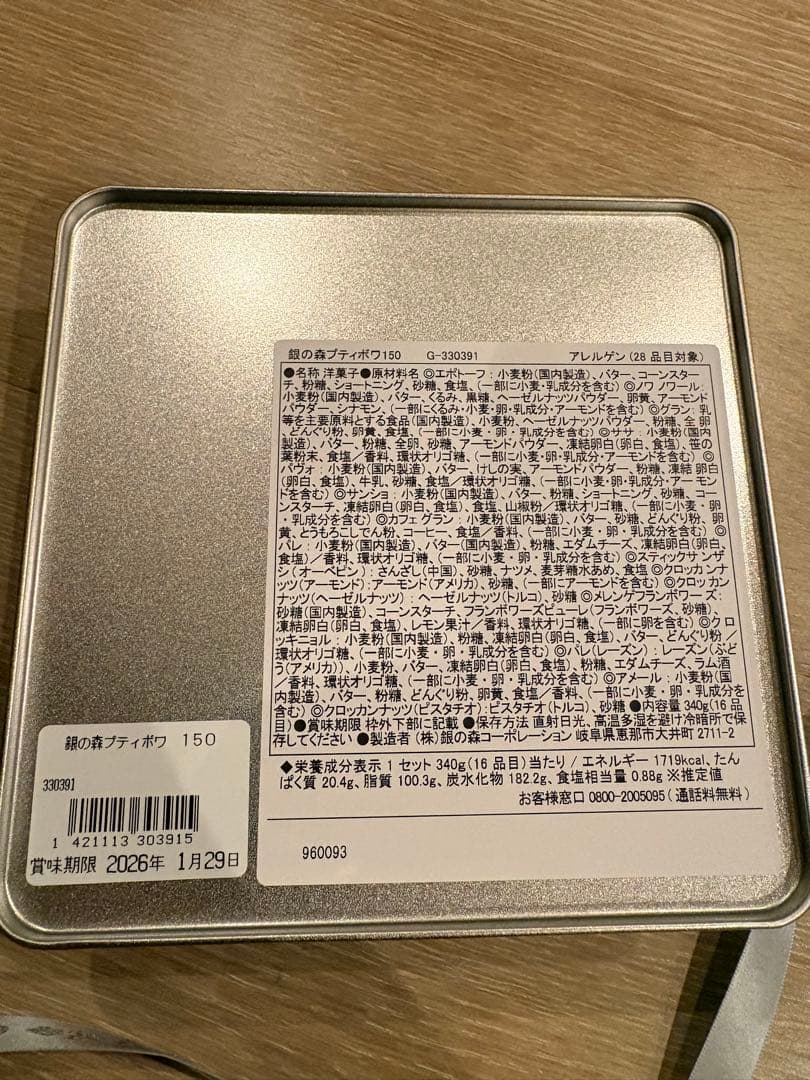 銀の森プティボワ150 G-330391 アレルゲン(28品目対象)
●名称 洋菓子●原材料名 ◎エポトーフ:小麦粉(国内製造)、バター、コーンスター
チ、粉糖、ショートニング、砂糖、食塩、(一部に小麦・乳成分を含む) ◎ノワ ノワール:
小麦粉(国内製造)、バター、くるみ、黒糖、ヘーゼルナッツパウダー、卵黄、アーモンド
パウダー、シナモン、(一部にくるみ・小麦・卵・乳成分・アーモンドを含む) ◎グラン:乳
等を主要原料とする食品(国内製造)、小麦粉、ヘーゼルナッツパウダー、粉糖、全 卵
、どんぐり粉、卵黄、食塩、(一部に小麦・卵・乳成分を含む) ◎ササ:小麦粉(国内
製造)、バター、粉糖、全卵、砂糖、アーモンドパウダー、凍結卵白(卵白、食塩)、笹の
葉粉末、食塩/香料、環状オリゴ糖、(一部に小麦・卵・乳成分・アーモンドを含む) ◎
パヴォ:小麦粉(国内製造)、バター、けしの実、アーモンドパウダー、粉糖、凍結 卵白
(卵白、食塩)、牛乳、砂糖、食塩/環状オリゴ糖、(一部に小麦・卵・乳成分・アー モン
ドを含む) ◎サンショ:小麦粉(国内製造)、バター、粉糖、ショートニング、砂糖、コー
ンスターチ、凍結卵白(卵白、食塩)、食塩、山椒粉/環状オリゴ糖、(一部に小麦・卵
・乳成分を含む) ◎カフェ グラン:小麦粉(国内製造)、バター、砂糖、どんぐり粉、卵
黄、とうもろこしでん粉、コーヒー、食塩/香料、(一部に小麦・卵・乳成分を含む) ◎
パレ:小麦粉(国内製造)、バター(国内製造)、粉糖、エダムチーズ、凍結卵白(卵白、
食塩)/香料、環状オリゴ糖、(一部に小麦・卵・乳成分を含む) ◎スティックサ ンザ
シ(オーベピン):さんざし(中国)、砂糖、ナツメ、麦芽糖水あめ、食塩 ◎クロッカ ンナ
ッツ(アーモンド):アーモンド(アメリカ)、砂糖、(一部にアーモンドを含む) ◎クロッ カン
ナッツ(ヘーゼルナッツ):ヘーゼルナッツ(トルコ)、砂糖 ◎メレンゲフランボワーズ:
砂糖(国内製造)、コーンスターチ、フランボワーズピューレ(フランボワーズ、砂糖)、
凍結卵白(卵白、食塩)、レモン果汁/香料、環状オリゴ糖、(一部に卵を含む) ◎ク ロ
ッキニョル:小麦粉(国内製造)、粉糖、凍結卵白(卵白、食塩)、バター、どんぐり粉/
環状オリゴ糖、(一部に小麦・卵・乳成分を含む) ◎パレ(レーズン):レーズン(ぶど
う(アメリカ))、小麦粉、バター、凍結卵白(卵白、食塩)、粉糖、エダムチーズ、ラム酒
/香料、環状オリゴ糖、(一部に小麦・卵・乳成分を含む) ◎アメール:小麦粉(国
内製造)、バター、粉糖、どんぐり粉、卵黄、食塩/香料、(一部に小麦・卵・乳成分を
含む) ◎クロッカンナッツ(ピスタチオ):ピスタチオ(トルコ)、砂糖 ●内容量 340g(16品
目)●賞味期限 枠外下部に記載 ●保存方法 直射日光、高温多湿を避け冷暗所で保
存してください ●製造者 (株)銀の森コーポレーション 岐阜県恵那市大井町 2711-2
◆栄養成分表示 1 セット 340g(16 品目)当たり / エネルギー 1719kcal、たん
ぱく質 20.4g、脂質 100.3g、炭水化物 182.2g、食塩相当量 0.88g ※推定値
お客様窓口 0800-2005095(通話料無料)
960093
銀の森プティボワ 150
330391
1 421113 303915
賞味期限 2026年 1月29日